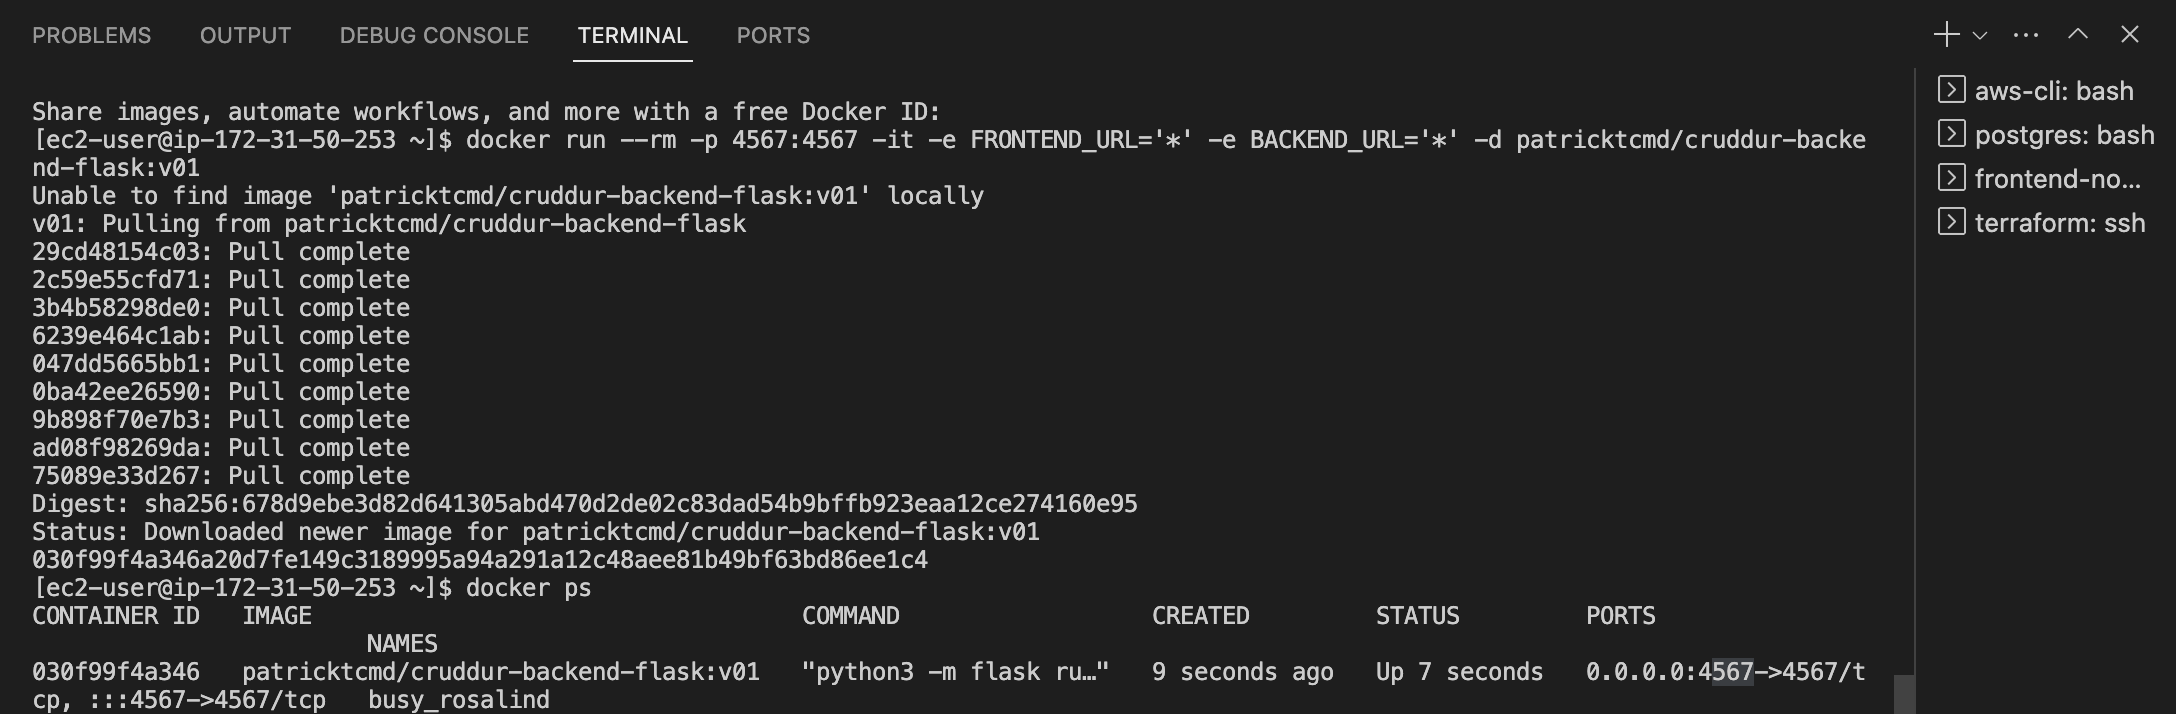 PROBLEMS OUTPUT DEBUG CONSOLE TERMINAL PORTS
Share images, automate workflows, and more with a free Docker ID:
[ec2-user@ip-172-31-50-253 ~]$ docker run --rm -p 4567:4567 -it -e FRONTEND_URL='*' -e BACKEND_URL='*' -d patricktcmd/cruddur-backe
nd-flask:v01
Unable to find image 'patricktcmd/cruddur-backend-flask:v01' locally
v01: Pulling from patricktcmd/cruddur-backend-flask
29cd48154c03: Pull complete
2c59e55cfd71: Pull complete
3b4b58298de0: Pull complete
6239e464c1ab: Pull complete
047dd5665bb1: Pull complete
0ba42ee26590: Pull complete
9b898f70e7b3: Pull complete
ad08f98269da: Pull complete
75089e33d267: Pull complete
Digest: sha256:678d9ebe3d82d641305abd470d2de02c83dad54b9bffb923eaa12ce274160e95
Status: Downloaded newer image for patricktcmd/cruddur-backend-flask:v01
030f99f4a346a20d7fe149c3189995a94a291a12c48aee81b49bf63bd86ee1c4
[ec2-user@ip-172-31-50-253 ~]$ docker ps
CONTAINER ID IMAGE COMMAND CREATED STATUS PORTS
NAMES
030f99f4a346 patricktcmd/cruddur-backend-flask:v01 "python3 -m flask ru…" 9 seconds ago Up 7 seconds 0.0.0.0:4567->4567/t
cp, :::4567->4567/tcp busy_rosalind
aws-cli: bash
postgres: bash
frontend-no...
terraform: ssh